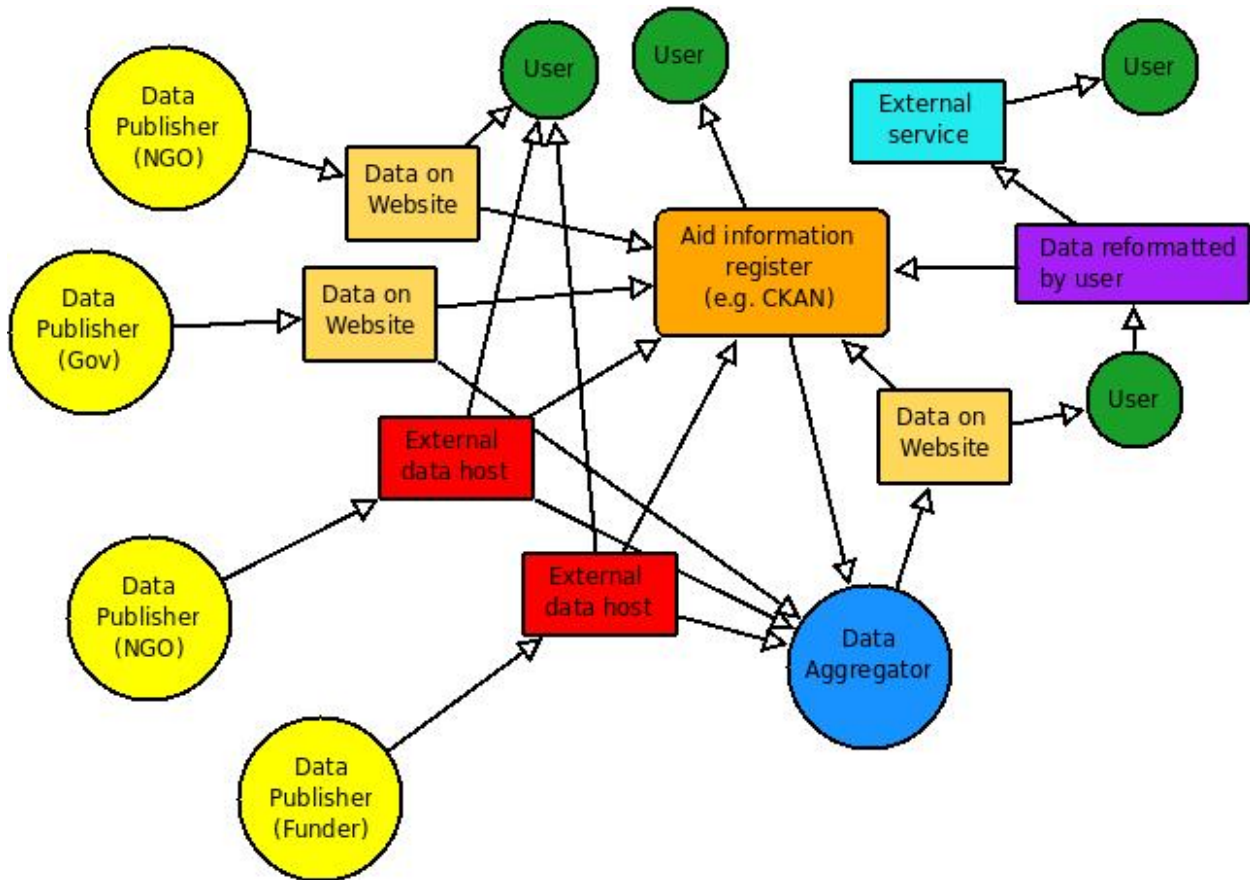 User
User
User
Data
Publisher
(NGO)
External
service
Data on
Website
Aid information
register
(e.g. CKAN)
Data reformatted
by user
Data
Publisher
(Gov)
Data on
Website
User
Data on
Website
External
data host
Data
Publisher
(NGO)
External
data host
Data
Aggregator
Data
Publisher
(Funder)